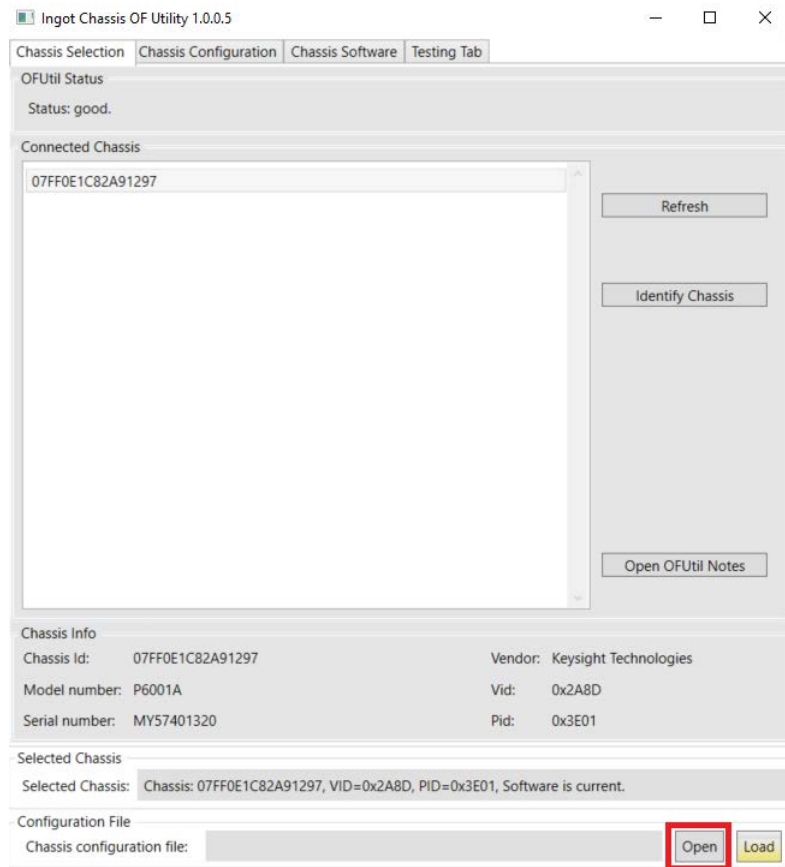 Ingot Chassis OF Utility 1.0.0.5
Chassis Selection Chassis Configuration Chassis Software Testing Tab
OFUtil Status
Status: good.
Connected Chassis
07FF0E1C82A91297
Refresh
Identify Chassis
Open OFUtil Notes
Chassis Info
Chassis Id: 07FF0E1C82A91297 Vendor: Keysight Technologies
Model number: P6001A Vid: 0x2A8D
Serial number: MY57401320 Pid: 0x3E01
Selected Chassis
Selected Chassis: Chassis: 07FF0E1C82A91297, VID=0x2A8D, PID=0x3E01, Software is current.
Configuration File
Chassis configuration file: Open Load